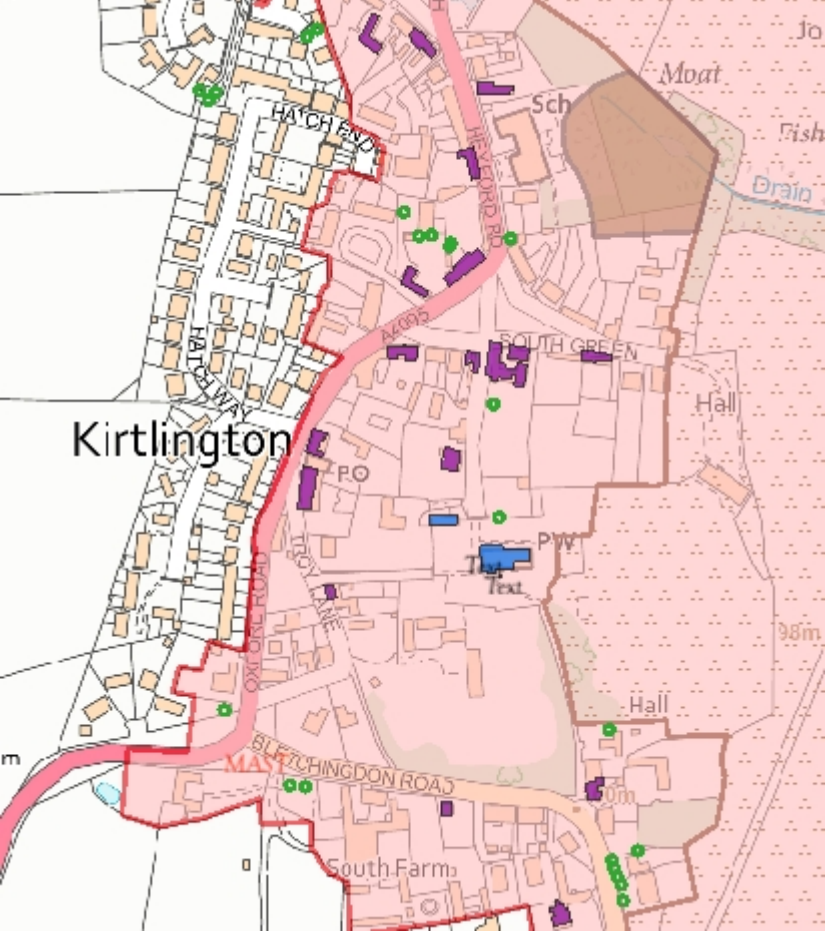 H
Jo
Moat
Sch
HATCH END
Fish
HEYFORD RD
Drain
A4095
SOUTH GREEN
HATCH WAY
Hall
Kirtlington
PO
PW
Text
Text
TROY LANE
OXFORD ROAD
98m
Hall
m
BLETCHINGDON ROAD
MAST
0m
South Farm